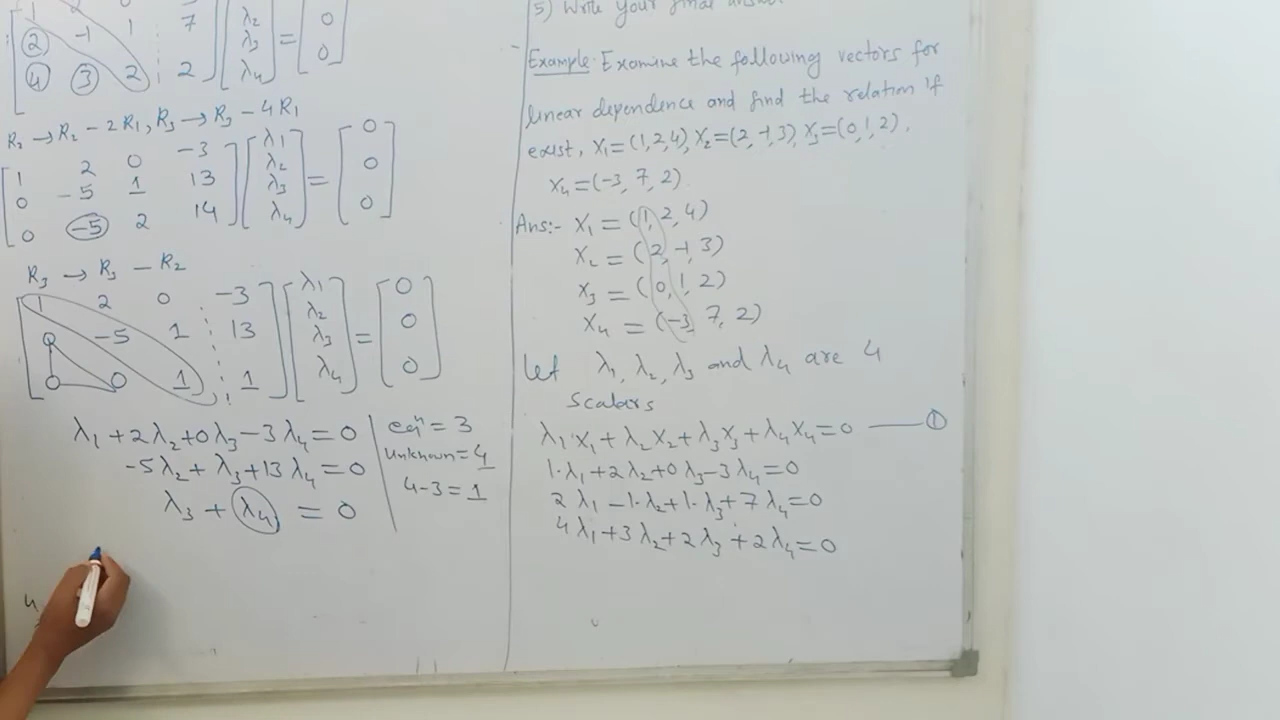 2 -1 1 7
4 3 2 2
λ2
λ3
λ4
=
0
0
R2 → R2 - 2R1, R3 → R3 - 4R1
1 2 0 -3
0 -5 1 13
0 -5 2 14
λ1
λ2
λ3
λ4
=
0
0
0
R3 → R3 - R2
1 2 0 -3
0 -5 1 13
0 0 1 1
λ1
λ2
λ3
λ4
=
0
0
0
λ1 + 2λ2 + 0λ3 - 3λ4 = 0
-5λ2 + λ3 + 13λ4 = 0
λ3 + λ4 = 0
eqn = 3
unknown = 4
4-3 = 1
4
5) Write your final answer
Example. Examine the following vectors for
linear dependence and find the relation if
exist, X1=(1,2,4), X2=(2,-1,3), X3=(0,1,2),
X4=(-3, 7, 2)
Ans:- X1 = (1, 2, 4)
X2 = (2, -1, 3)
X3 = (0, 1, 2)
X4 = (-3, 7, 2)
Let λ1, λ2, λ3 and λ4 are 4
Scalars
λ1·X1 + λ2X2 + λ3X3 + λ4X4 = 0 —— ①
1·λ1 + 2λ2 + 0λ3 - 3λ4 = 0
2λ1 - 1·λ2 + 1·λ3 + 7λ4 = 0
4λ1 + 3λ2 + 2λ3 + 2λ4 = 0